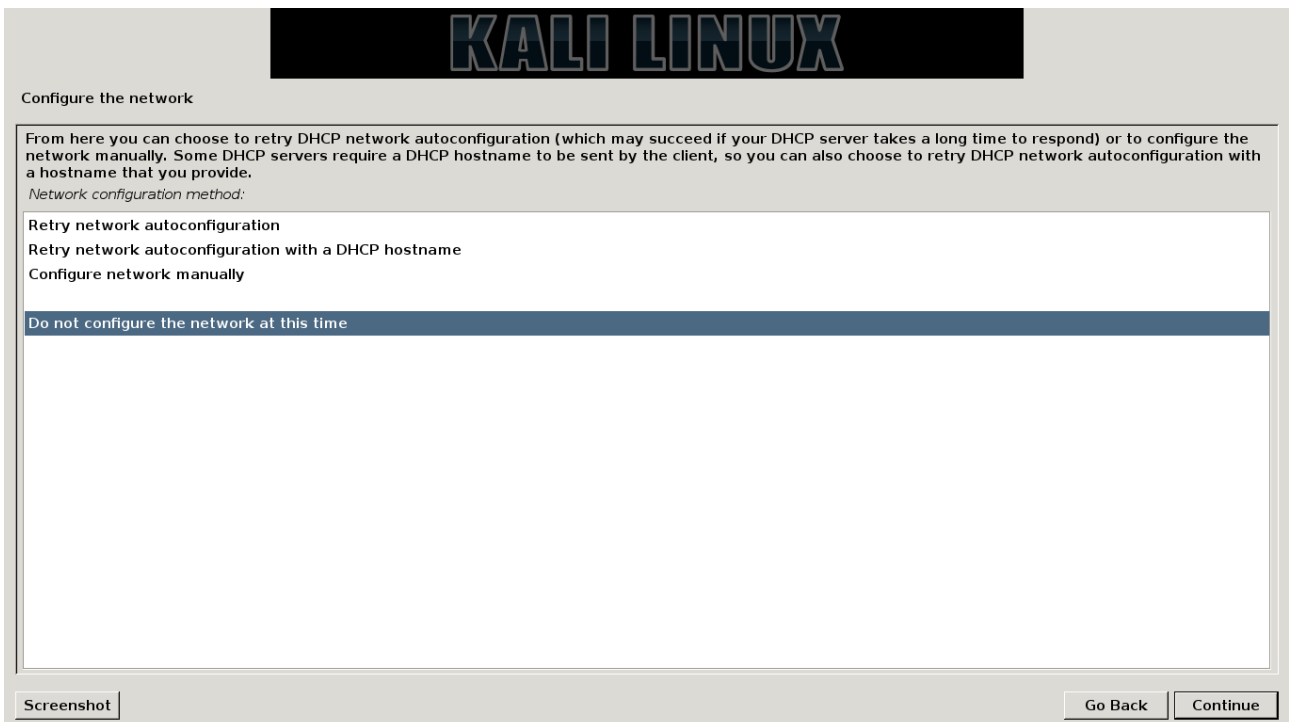 KALI LINUX
Configure the network
From here you can choose to retry DHCP network autoconfiguration (which may succeed if your DHCP server takes a long time to respond) or to configure the
network manually. Some DHCP servers require a DHCP hostname to be sent by the client, so you can also choose to retry DHCP network autoconfiguration with
a hostname that you provide.
Network configuration method:
Retry network autoconfiguration
Retry network autoconfiguration with a DHCP hostname
Configure network manually
Do not configure the network at this time
Screenshot
Go Back
Continue